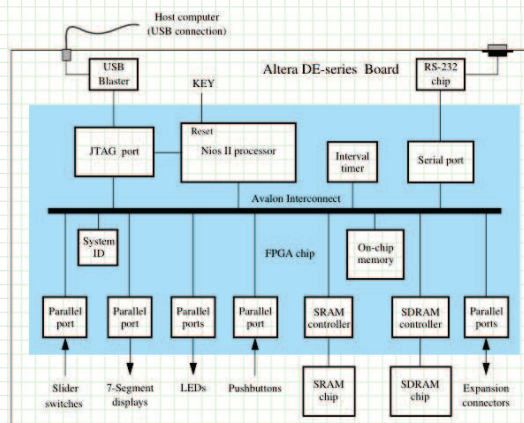 Host computer
(USB connection)
USB
Blaster
Altera DE-series Board
RS-232
chip
KEY
Reset
JTAG port
Nios II processor
Interval
timer
Serial port
Avalon Interconnect
System
ID
FPGA chip
On-chip
memory
Parallel
port
Parallel
port
Parallel
ports
Parallel
port
SRAM
controller
SDRAM
controller
Parallel
ports
Slider
switches
7-Segment
displays
LEDs
Pushbuttons
SRAM
chip
SDRAM
chip
Expansion
connectors